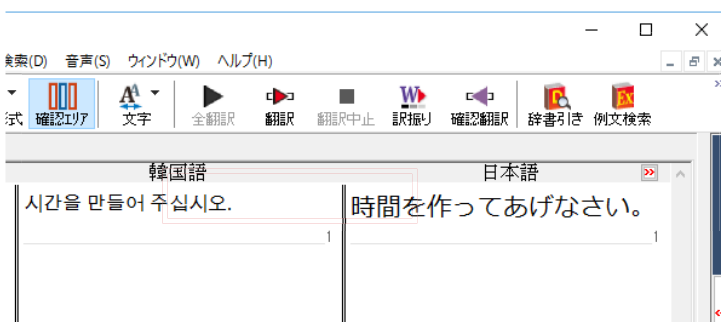 検索(D) 音声(S) ウィンドウ(W) ヘルプ(H)
式 確認エリア 文字 全翻訳 翻訳 翻訳中止 訳振り 確認翻訳 辞書引き 例文検索
韓国語 日本語
시간을 만들어 주십시오. 時間を作ってあげなさい。
1 1